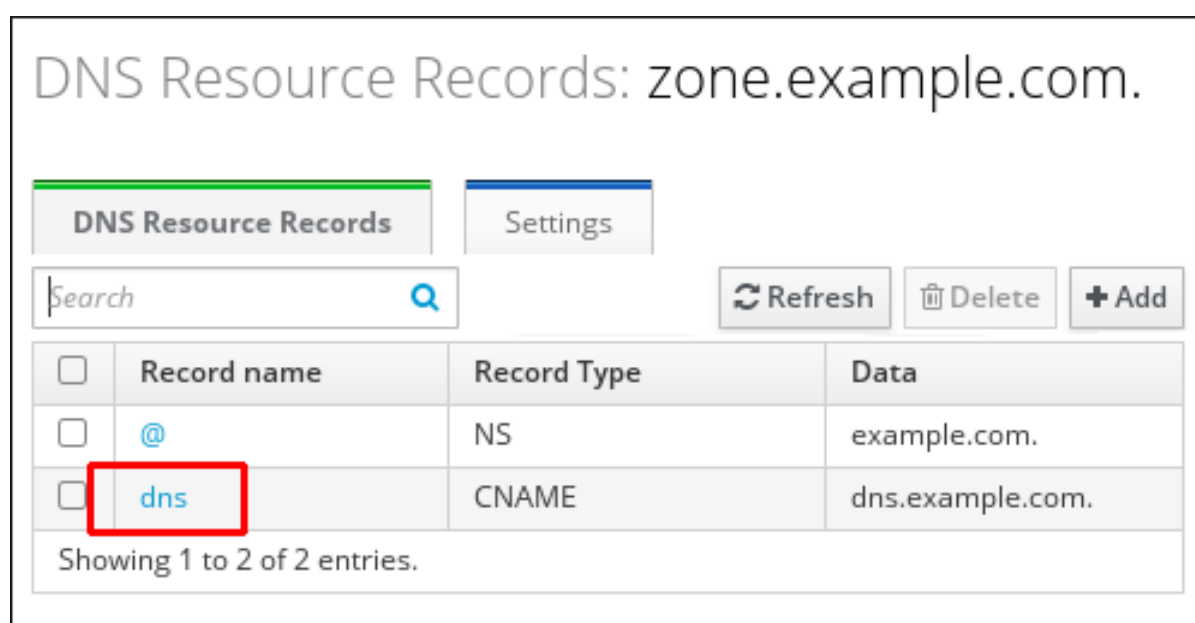 DNS Resource Records: zone.example.com.
DNS Resource Records Settings
Search Refresh Delete Add
Record name Record Type Data
@ NS example.com.
dns CNAME dns.example.com.
Showing 1 to 2 of 2 entries.